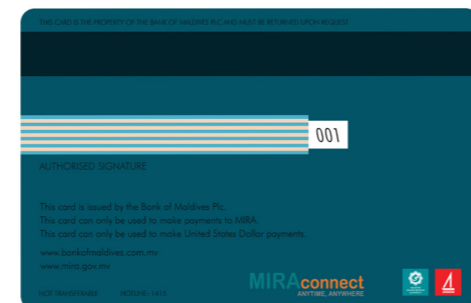 THIS CARD IS THE PROPERTY OF THE BANK OF MALDIVES PLC AND MUST BE RETURNED UPON REQUEST
001
AUTHORISED SIGNATURE
This card is issued by the Bank of Maldives Plc.
This card can only be used to make payments to MIRA.
This card can only be used to make United States Dollar payments.
www.bankofmaldives.com.mv
www.mira.gov.mv
NOT TRANSFERABLE HOTLINE: 1415
MIRAconnect
ANYTIME, ANYWHERE